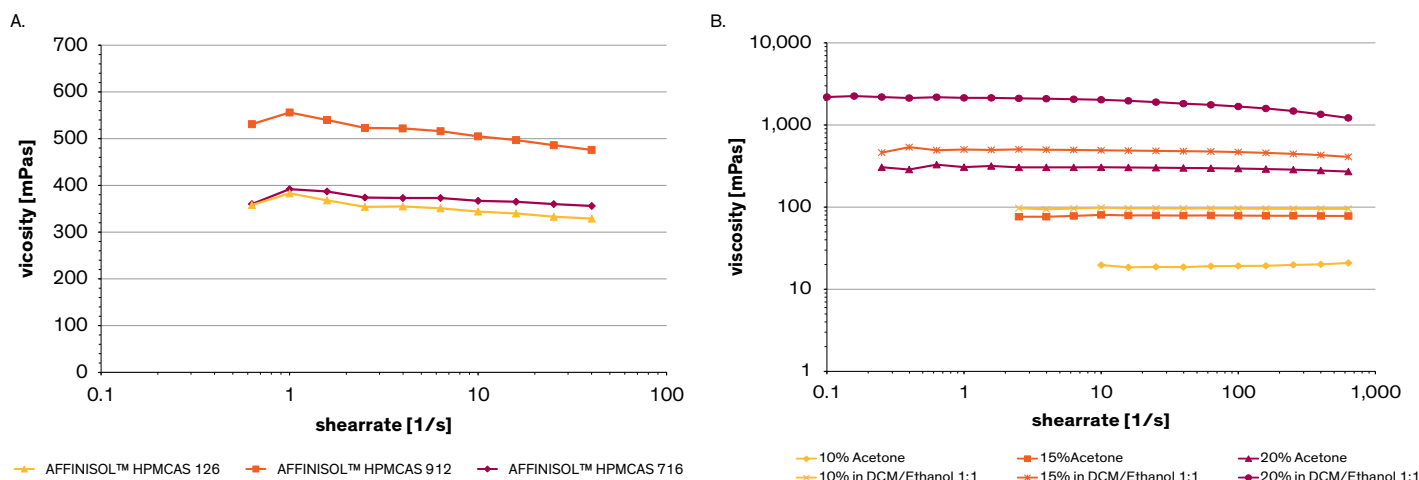 A.
700
600
500
400
300
200
100
0
vicosity [mPas]
0.1
1
10
100
shearrate [1/s]
AFFINISOL™ HPMCAS 126
AFFINISOL™ HPMCAS 912
AFFINISOL™ HPMCAS 716
B.
10,000
1,000
100
10
1
viscosity [mPas]
0.1
1
10
100
1,000
shearrate [1/s]
10% Acetone
15%Acetone
20% Acetone
10% in DCM/Ethanol 1:1
15% in DCM/Ethanol 1:1
20% in DCM/Ethanol 1:1